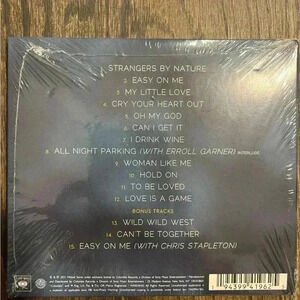 1. STRANGERS BY NATURE
2. EASY ON ME
3. MY LITTLE LOVE
4. CRY YOUR HEART OUT
5. OH MY GOD
6. CAN I GET IT
7. I DRINK WINE
8. ALL NIGHT PARKING (WITH ERROLL GARNER) INTERLUDE
9. WOMAN LIKE ME
10. HOLD ON
11. TO BE LOVED
12. LOVE IS A GAME
BONUS TRACKS
13. WILD WILD WEST
14. CAN'T BE TOGETHER
15. EASY ON ME (WITH CHRIS STAPLETON)
94399 41962